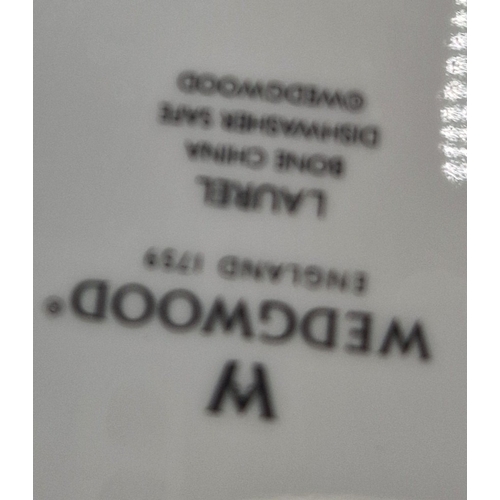 W
WEDGWOOD®
ENGLAND 1759
LAUREL
BONE CHINA
DISHWASHER SAFE
©WEDGWOOD